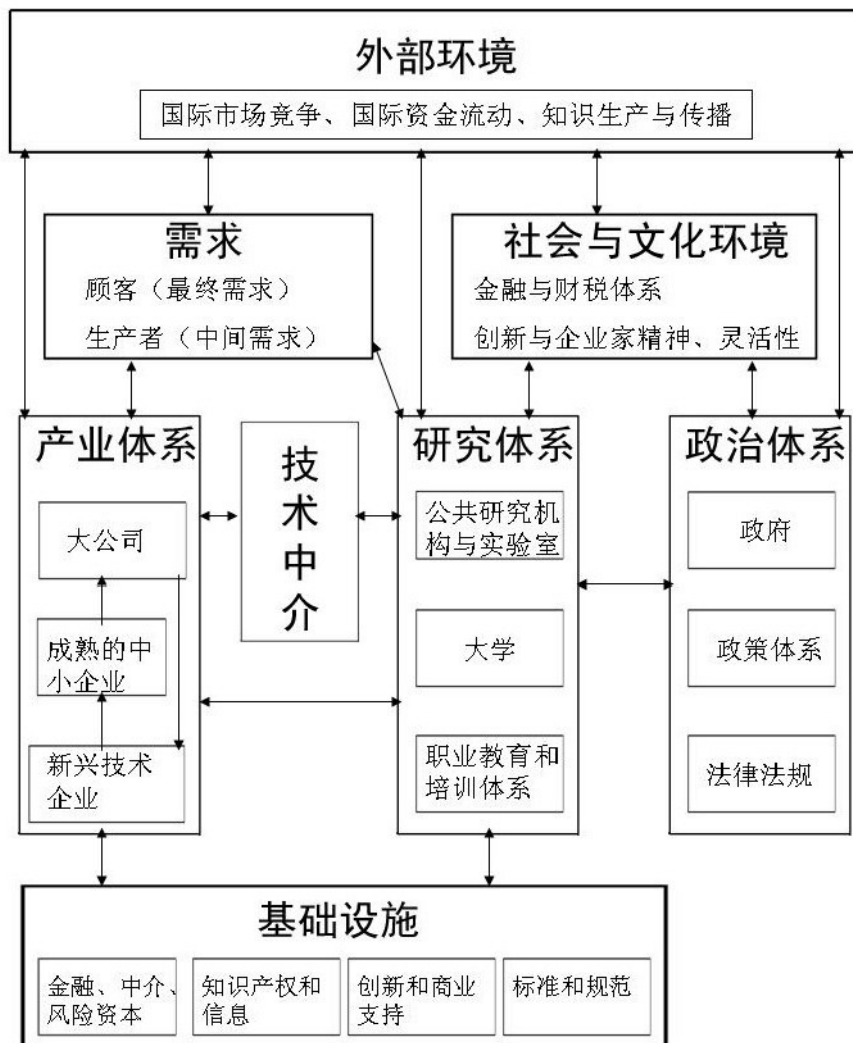 外部环境
国际市场竞争、国际资金流动、知识生产与传播
需求
顾客（最终需求）
生产者（中间需求）
社会与文化环境
金融与财税体系
创新与企业家精神、灵活性
产业体系
大公司
成熟的中
小企业
新兴技术
企业
技
术
中
介
研究体系
公共研究机
构与实验室
大学
职业教育和
培训体系
政治体系
政府
政策体系
法律法规
基础设施
金融、中介、
风险资本
知识产权和
信息
创新和商业
支持
标准和规范